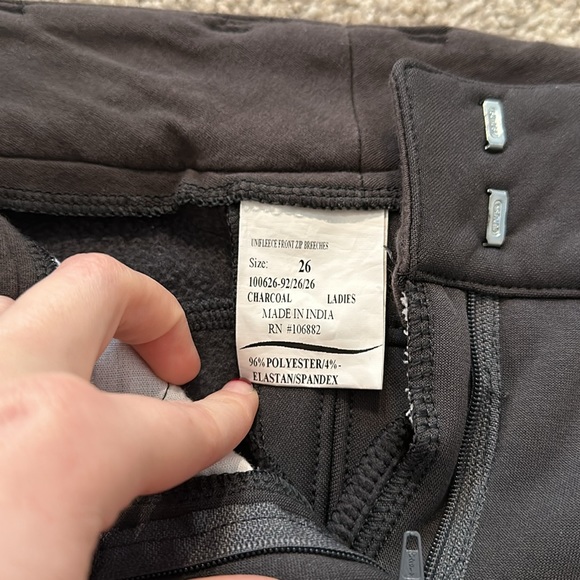 UNIFLEECE FRONT ZIP BREECHES
Size: 26
100626-92/26/26
CHARCOAL LADIES
MADE IN INDIA
RN #106882
96% POLYESTER/4%-
ELASTAN/SPANDEX